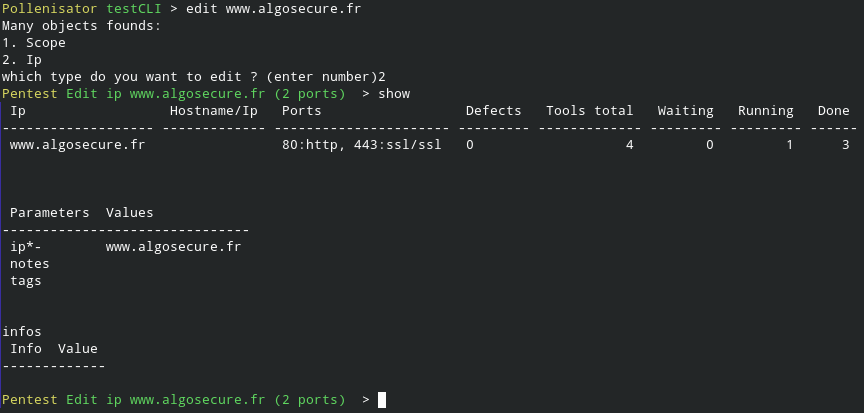 Pollenisator testCLI > edit www.algosecure.fr
Many objects founds:
1. Scope
2. Ip
which type do you want to edit ? (enter number)2
Pentest Edit ip www.algosecure.fr (2 ports)  > show
 Ip                  Hostname/Ip   Ports                  Defects   Tools total   Waiting   Running   Done
------------------- ------------- ---------------------- --------- ------------- --------- --------- ------
 www.algosecure.fr                 80:http, 443:ssl/ssl   0                   4         0         1      3
 Parameters  Values
-------------------------------
 ip*-        www.algosecure.fr
 notes
 tags
infos
 Info  Value
-------------
Pentest Edit ip www.algosecure.fr (2 ports)  >